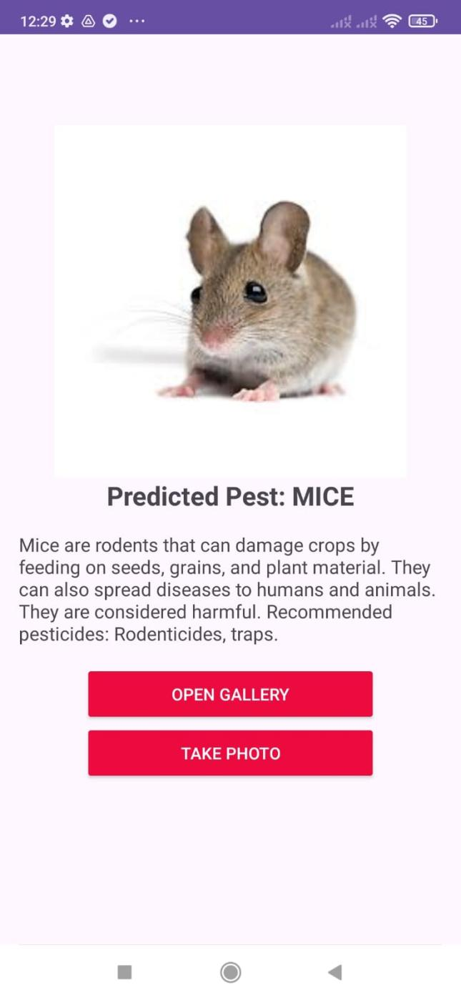 12:29
45
Predicted Pest: MICE
Mice are rodents that can damage crops by
feeding on seeds, grains, and plant material. They
can also spread diseases to humans and animals.
They are considered harmful. Recommended
pesticides: Rodenticides, traps.
OPEN GALLERY
TAKE PHOTO